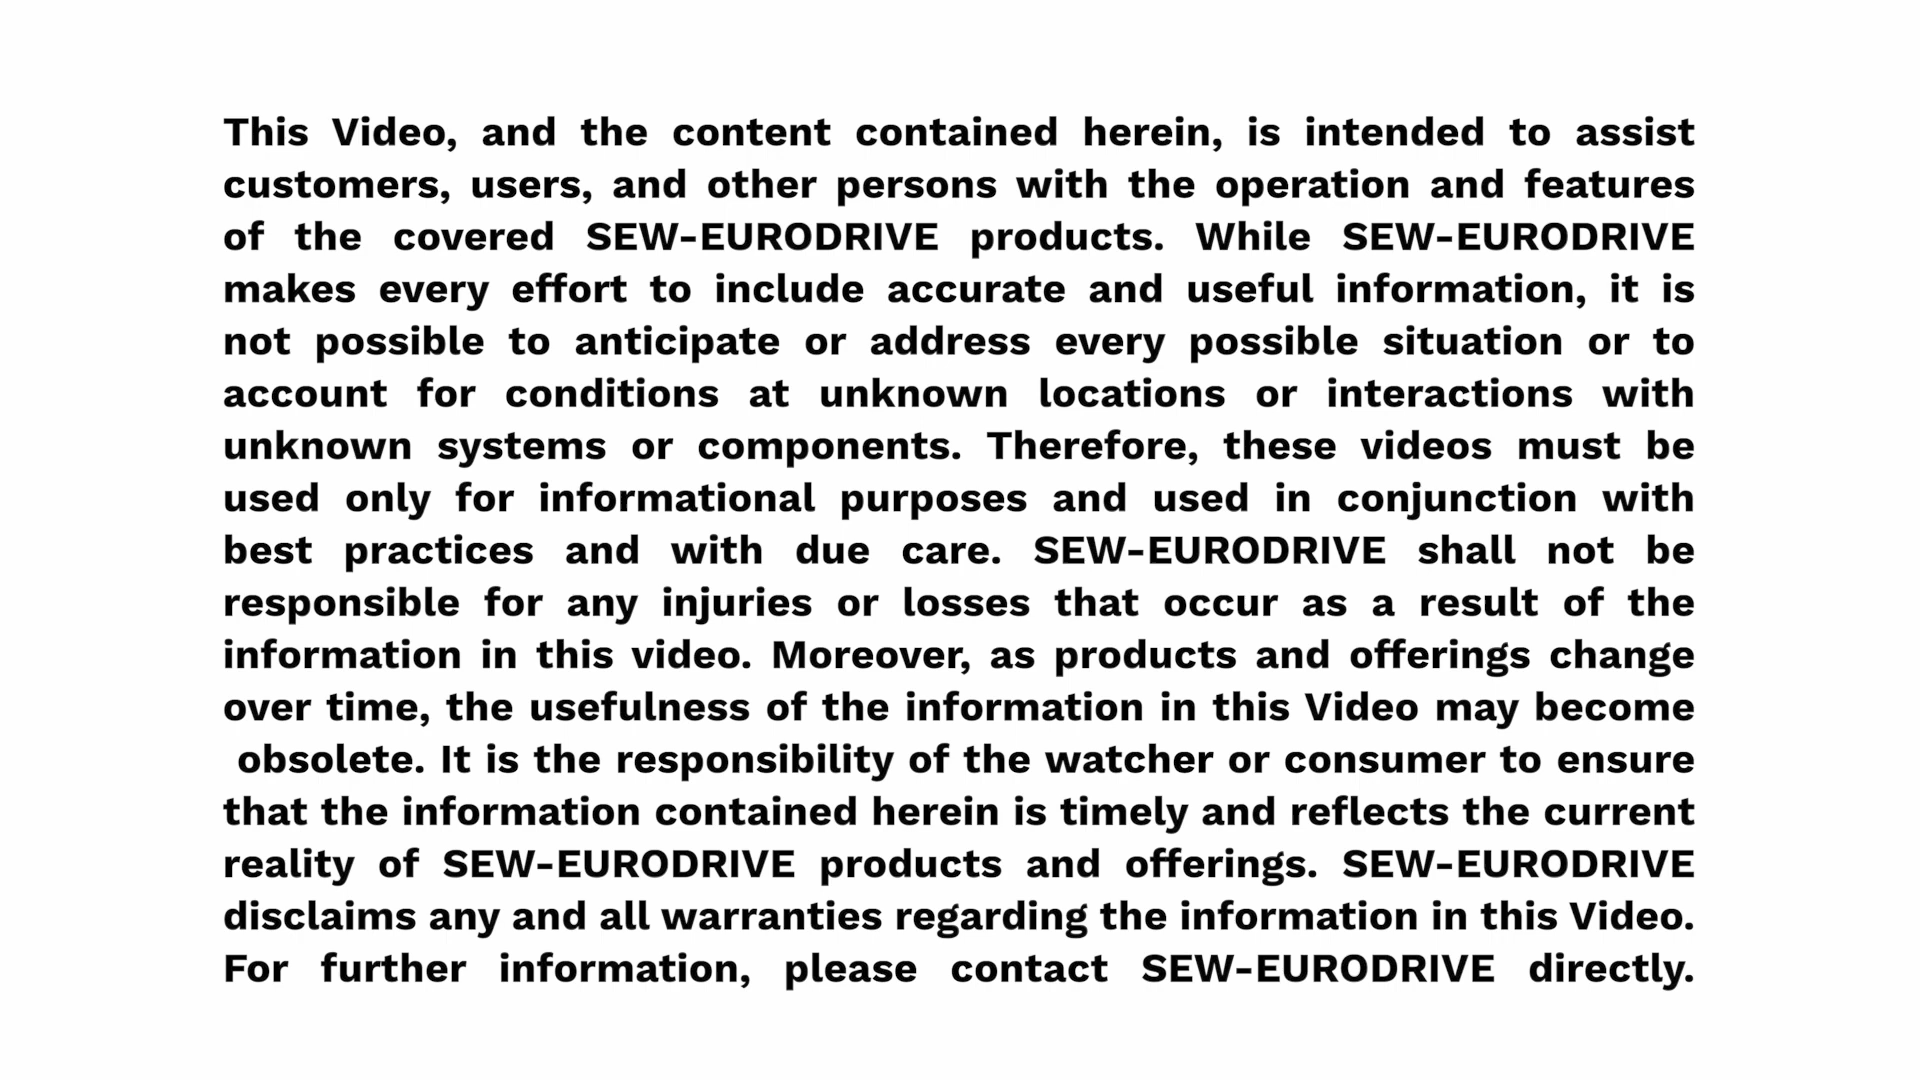 This Video, and the content contained herein, is intended to assist
customers, users, and other persons with the operation and features
of the covered SEW-EURODRIVE products. While SEW-EURODRIVE
makes every effort to include accurate and useful information, it is
not possible to anticipate or address every possible situation or to
account for conditions at unknown locations or interactions with
unknown systems or components. Therefore, these videos must be
used only for informational purposes and used in conjunction with
best practices and with due care. SEW-EURODRIVE shall not be
responsible for any injuries or losses that occur as a result of the
information in this video. Moreover, as products and offerings change
over time, the usefulness of the information in this Video may become
obsolete. It is the responsibility of the watcher or consumer to ensure
that the information contained herein is timely and reflects the current
reality of SEW-EURODRIVE products and offerings. SEW-EURODRIVE
disclaims any and all warranties regarding the information in this Video.
For further information, please contact SEW-EURODRIVE directly.